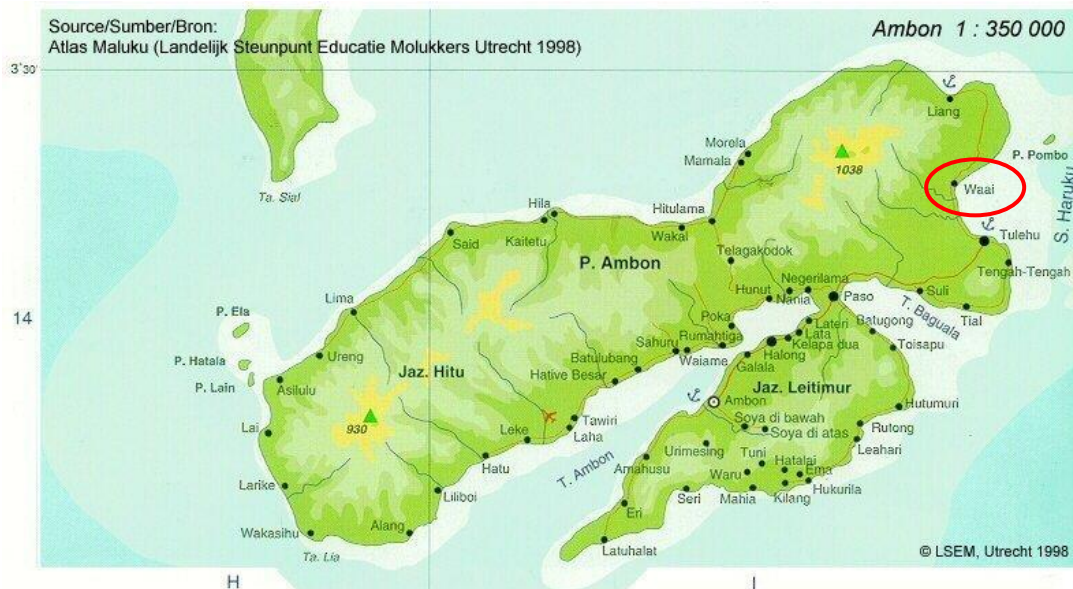 Source/Sumber/Bron:
Atlas Maluku (Landelijk Steunpunt Educatie Molukkers Utrecht 1998)
Ambon 1 : 350 000
3°30'
Liang
Morela
Mamala
1038
P. Pombo
Waai
S. Haruku
Ta. Sial
Hila
Kaitetu
Hitulama
Wakal
Said
Tulehu
Telagakodok
P. Ambon
Tengah-Tengah
Negerilama
Hunut
Nania
Paso
Suli
T. Baguala
Tial
Lima
14
P. Ela
Poka
Rumahtiga
Lateri
Lata
Batugong
Toisapu
Kelapa dua
Sahuru
Waiame
Halong
Galala
P. Hatala
Ureng
Batulubang
Hative Besar
Jaz. Hitu
P. Lain
Asilulu
Jaz. Leitimur
Ambon
Hutumuri
Tawiri
Laha
Soya di bawah
Soya di atas
Rutong
Leahari
930
Lai
Leke
T. Ambon
Urimesing
Tuni
Hatalai
Ema
Hatu
Amahusu
Waru
Larike
Liliboi
Seri
Mahia
Kilang
Hukurila
Eri
Wakasihu
Alang
Ta. Lia
Latuhalat
© LSEM, Utrecht 1998
H
I